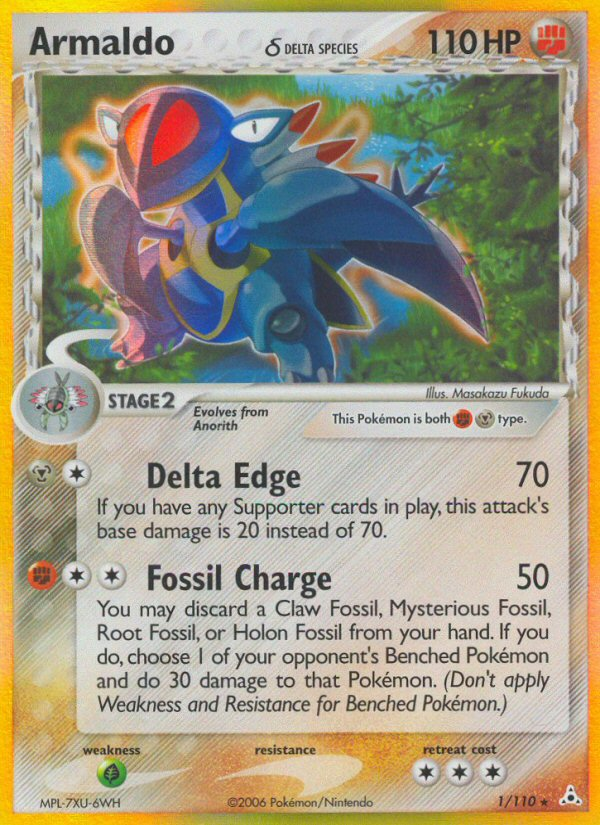 Armaldo δ DELTA SPECIES 110 HP
Illus. Masakazu Fukuda
STAGE 2
Evolves from
Anorith
This Pokémon is both type.
Delta Edge 70
If you have any Supporter cards in play, this attack's
base damage is 20 instead of 70.
Fossil Charge 50
You may discard a Claw Fossil, Mysterious Fossil,
Root Fossil, or Holon Fossil from your hand. If you
do, choose 1 of your opponent's Benched Pokémon
and do 30 damage to that Pokémon. (Don't apply
Weakness and Resistance for Benched Pokémon.)
weakness resistance retreat cost
MPL-7XU-6WH ©2006 Pokémon/Nintendo 1/110 ★